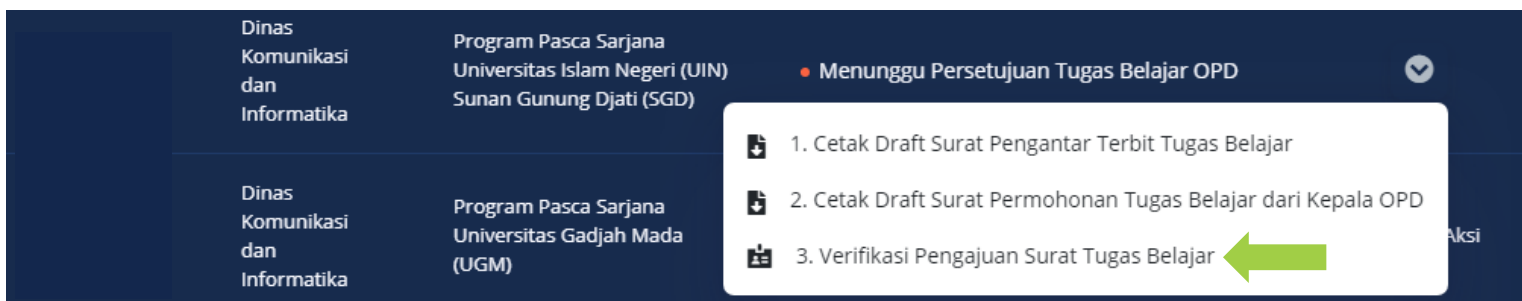 Dinas
Komunikasi
dan
Informatika
Program Pasca Sarjana
Universitas Islam Negeri (UIN)
Sunan Gunung Djati (SGD)
Menunggu Persetujuan Tugas Belajar OPD
1. Cetak Draft Surat Pengantar Terbit Tugas Belajar
2. Cetak Draft Surat Permohonan Tugas Belajar dari Kepala OPD
3. Verifikasi Pengajuan Surat Tugas Belajar
Dinas
Komunikasi
dan
Informatika
Program Pasca Sarjana
Universitas Gadjah Mada
(UGM)
Aksi